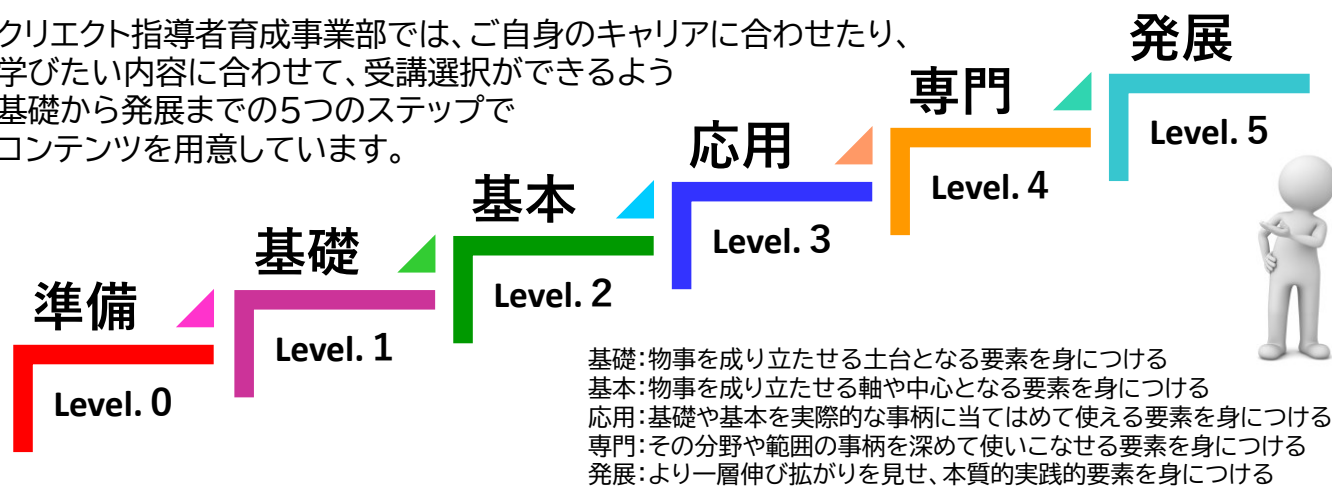 クリエクト指導者育成事業部では、ご自身のキャリアに合わせたり、
学びたい内容に合わせて、受講選択ができるよう
基礎から発展までの5つのステップで
コンテンツを用意しています。
準備
Level. 0
基礎
Level. 1
基本
Level. 2
応用
Level. 3
専門
Level. 4
発展
Level. 5
基礎：物事を成り立たせる土台となる要素を身につける
基本：物事を成り立たせる軸や中心となる要素を身につける
応用：基礎や基本を実際的な事柄に当てはめて使える要素を身につける
専門：その分野や範囲の事柄を深めて使いこなせる要素を身につける
発展：より一層伸び拡がりを見せ、本質的実践的要素を身につける